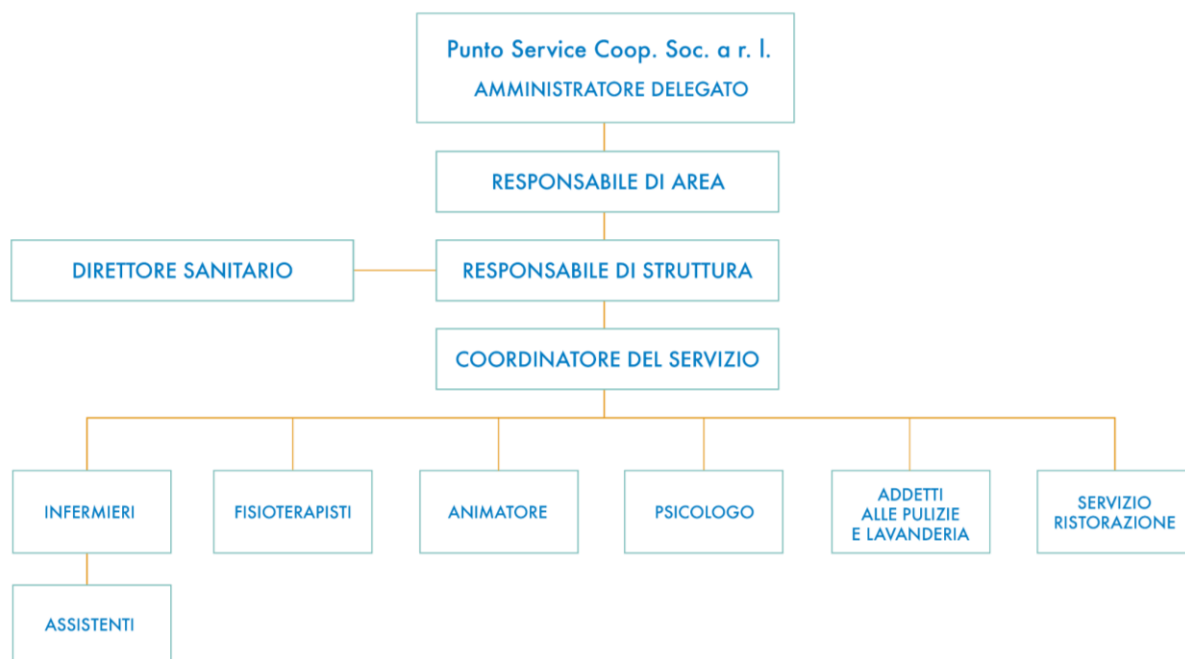 Punto Service Coop. Soc. a r. l.
AMMINISTRATORE DELEGATO
RESPONSABILE DI AREA
DIRETTORE SANITARIO
RESPONSABILE DI STRUTTURA
COORDINATORE DEL SERVIZIO
INFERMIERI
FISIOTERAPISTI
ANIMATORE
PSICOLOGO
ADDETTI
ALLE PULIZIE
E LAVANDERIA
SERVIZIO
RISTORAZIONE
ASSISTENTI